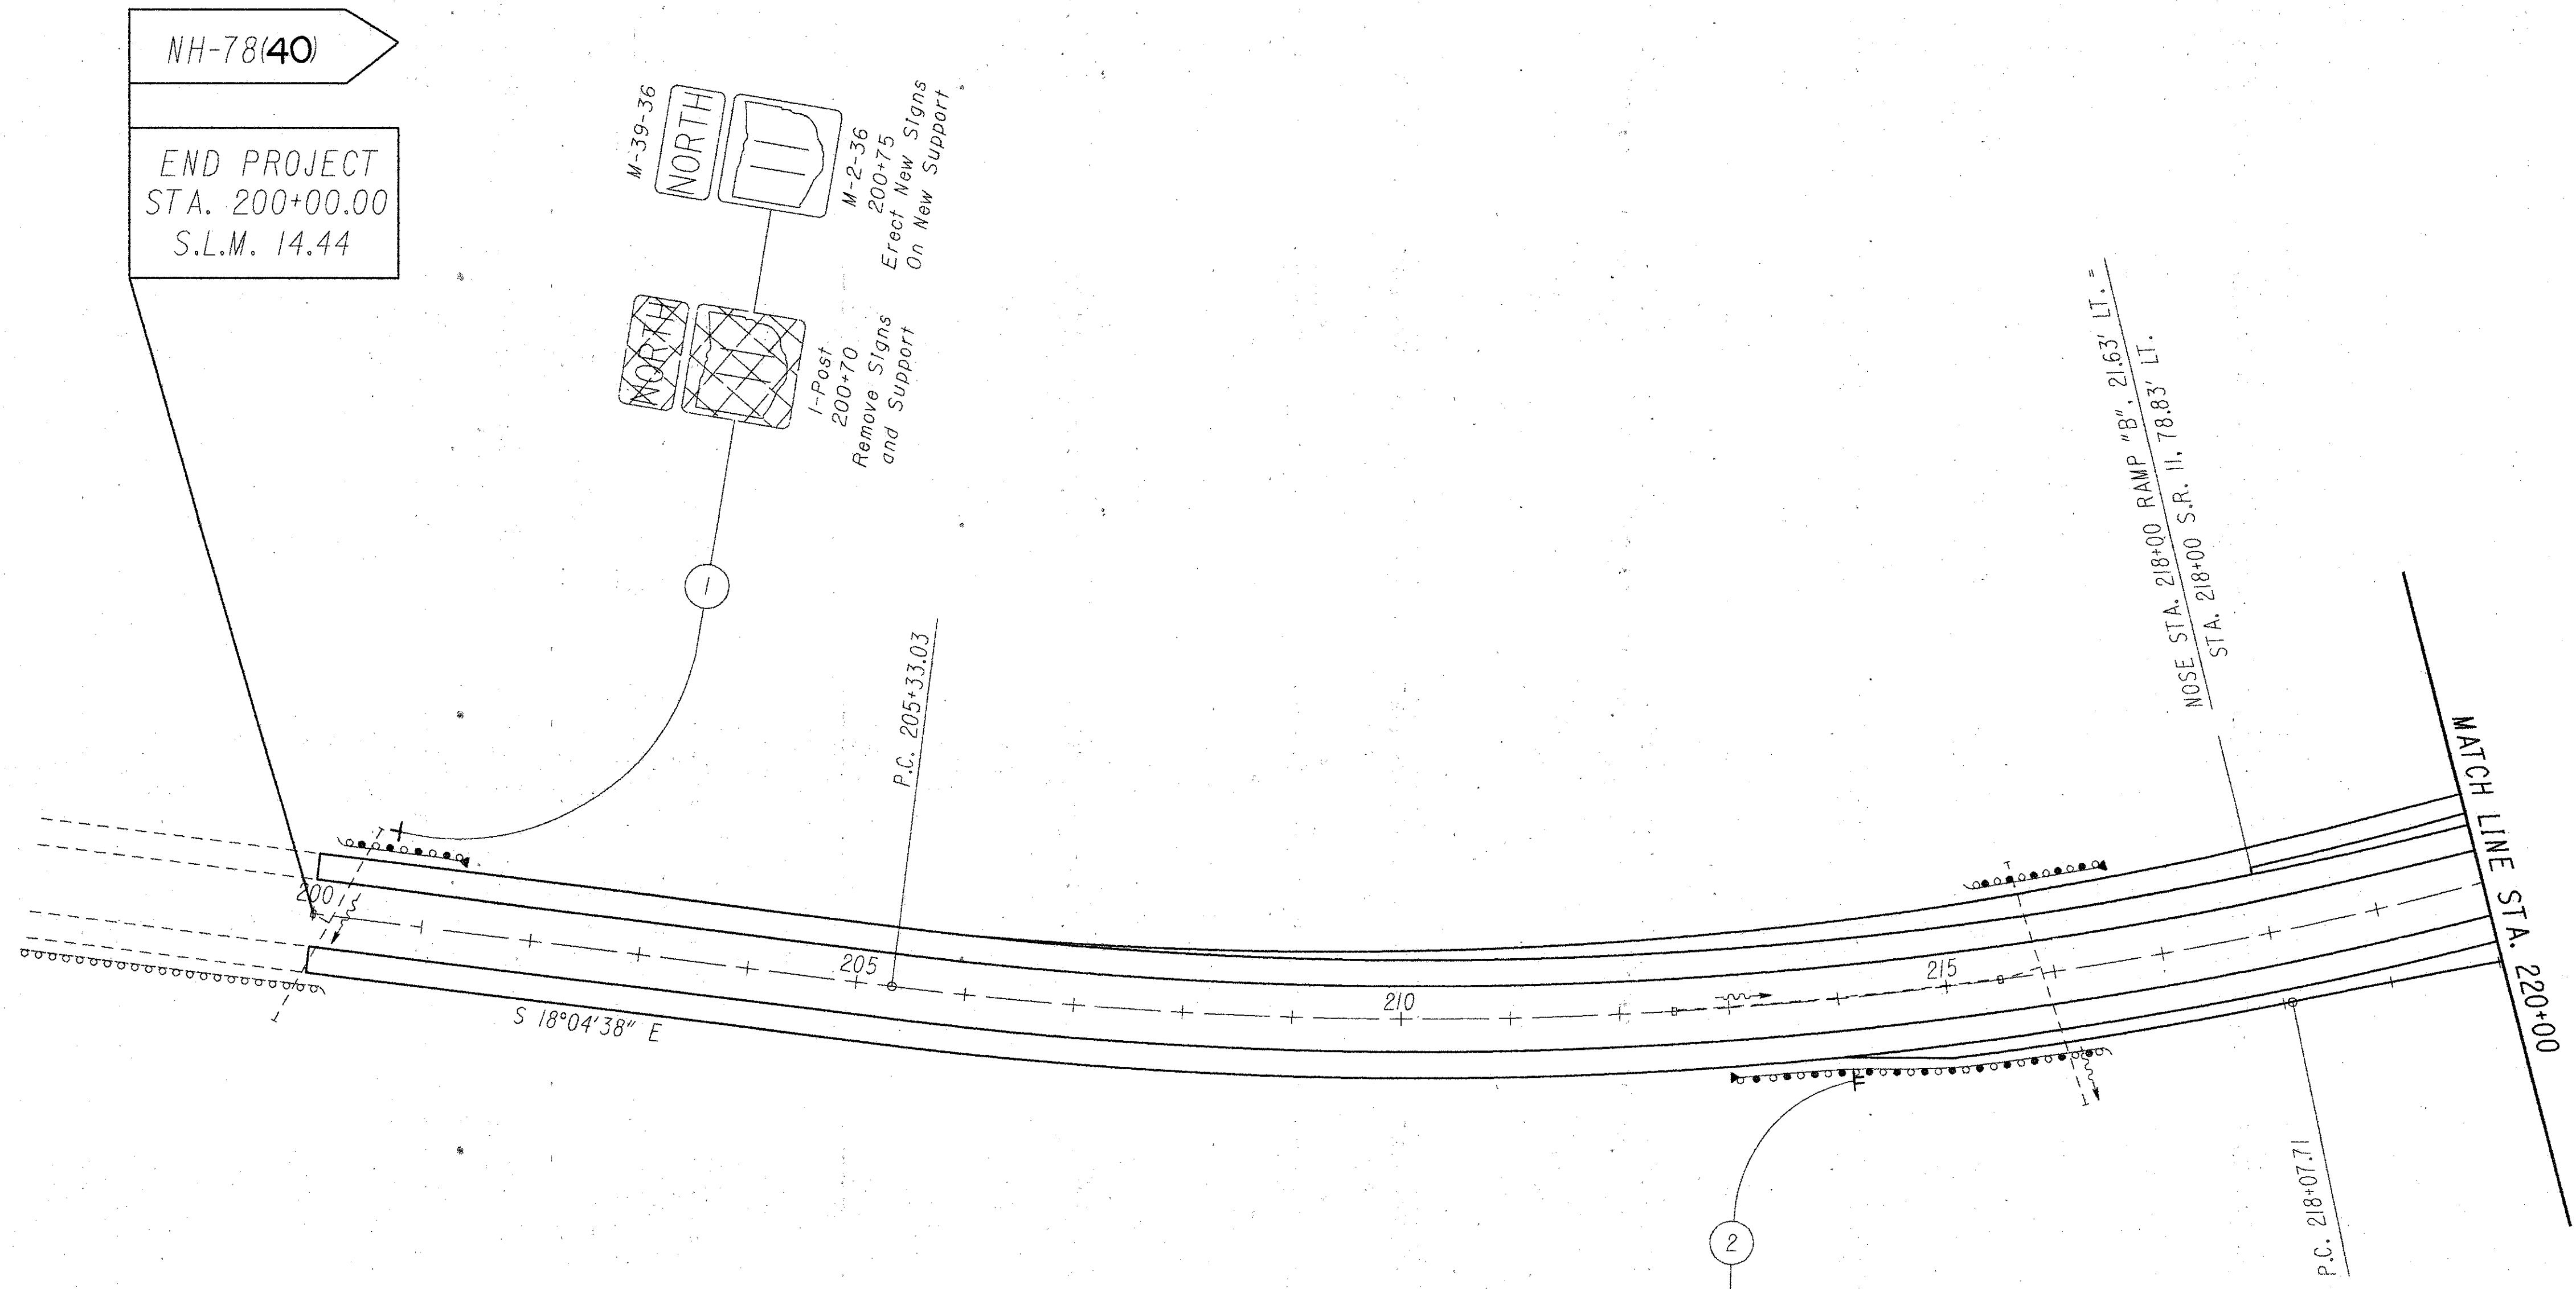 NH-78(40)
END PROJECT
STA. 200+00.00
S.L.M. 14.44
M-39-36
NORTH
11
M-2-36
200+75
Erect New Signs
On New Support
NORTH
11
1-Post
200+70
Remove Signs
and Support
1
P.C. 205+33.03
NOSE STA. 218+00 RAMP "B", 21.63' LT. =
STA. 218+00 S.R. 11, 78.83' LT.
MATCH LINE STA. 220+00
T
200
T
205
S 18°04'38" E
210
215
T
T
2
P.C. 218+07.71